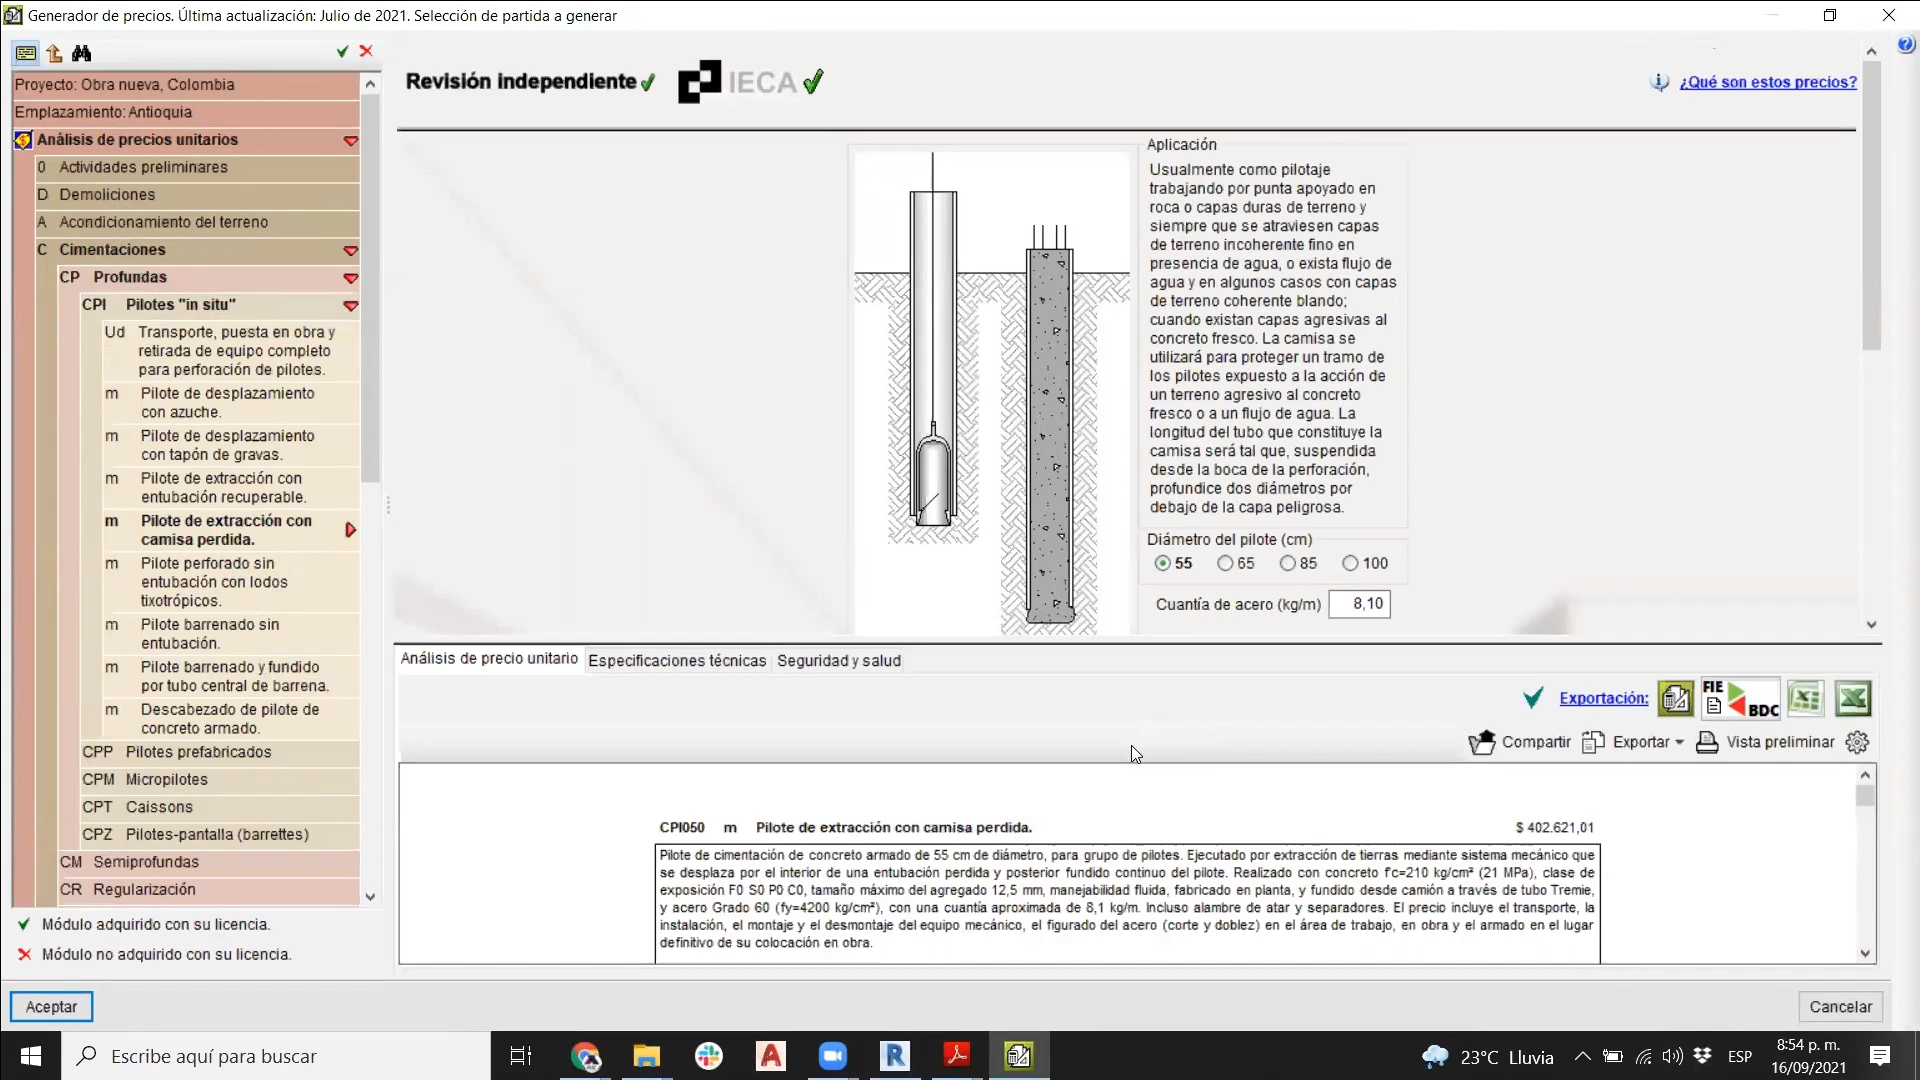 Generador de precios. Última actualización: Julio de 2021. Selección de partida a generar
Proyecto: Obra nueva, Colombia
Emplazamiento: Antioquia
Análisis de precios unitarios
0 Actividades preliminares
D Demoliciones
A Acondicionamiento del terreno
C Cimentaciones
CP Profundas
CPI Pilotes "in situ"
Ud Transporte, puesta en obra y
retirada de equipo completo
para perforación de pilotes.
m Pilote de desplazamiento
con azuche.
m Pilote de desplazamiento
con tapón de gravas.
m Pilote de extracción con
entubación recuperable.
m Pilote de extracción con
camisa perdida.
m Pilote perforado sin
entubación con lodos
tixotrópicos.
m Pilote barrenado sin
entubación.
m Pilote barrenado y fundido
por tubo central de barrena.
m Descabezado de pilote de
concreto armado.
CPP Pilotes prefabricados
CPM Micropilotes
CPT Caissons
CPZ Pilotes-pantalla (barrettes)
CM Semiprofundas
CR Regularización
Módulo adquirido con su licencia.
Módulo no adquirido con su licencia.
Revisión independiente
IECA
¿Qué son estos precios?
Aplicación
Usualmente como pilotaje
trabajando por punta apoyado en
roca o capas duras de terreno y
siempre que se atraviesen capas
de terreno incoherente fino en
presencia de agua, o exista flujo de
agua y en algunos casos con capas
de terreno coherente blando;
cuando existan capas agresivas al
concreto fresco. La camisa se
utilizará para proteger un tramo de
los pilotes expuesto a la acción de
un terreno agresivo al concreto
fresco o a un flujo de agua. La
longitud del tubo que constituye la
camisa será tal que, suspendida
desde la boca de la perforación,
profundice dos diámetros por
debajo de la capa peligrosa.
Diámetro del pilote (cm)
55 65 85 100
Cuantía de acero (kg/m) 8,10
Análisis de precio unitario Especificaciones técnicas Seguridad y salud
Exportación: FIE BDC
Compartir Exportar Vista preliminar
CPI050 m Pilote de extracción con camisa perdida. $ 402.621,01
Pilote de cimentación de concreto armado de 55 cm de diámetro, para grupo de pilotes. Ejecutado por extracción de tierras mediante sistema mecánico que
se desplaza por el interior de una entubación perdida y posterior fundido continuo del pilote. Realizado con concreto f'c=210 kg/cm² (21 MPa), clase de
exposición F0 S0 P0 C0, tamaño máximo del agregado 12,5 mm, manejabilidad fluida, fabricado en planta, y fundido desde camión a través de tubo Tremie,
y acero Grado 60 (fy=4200 kg/cm²), con una cuantía aproximada de 8,1 kg/m. Incluso alambre de atar y separadores. El precio incluye el transporte, la
instalación, el montaje y el desmontaje del equipo mecánico, el figurado del acero (corte y doblez) en el área de trabajo, en obra y el armado en el lugar
definitivo de su colocación en obra.
Aceptar Cancelar
Escribe aquí para buscar
23°C Lluvia
ESP
8:54 p. m.
16/09/2021